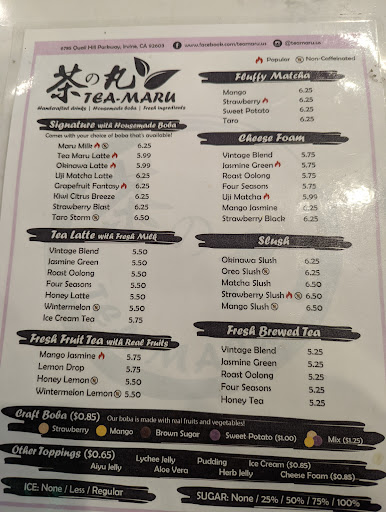 6785 Quail Hill Parkway, Irvine, CA 92603 www.facebook.com/teamaru.us @teamaru.us
Popular Non-Caffeinated
茶の丸
TEA-MARU
Handcrafted drinks | Housemade Boba | Fresh ingredients
Signature with Housemade Boba
Comes with your choice of boba that's available!
Maru Milk 6.25
Tea Maru Latte 5.99
Okinawa Latte 5.99
Uji Matcha Latte 6.25
Grapefruit Fantasy 6.25
Kiwi Citrus Breeze 6.25
Strawberry Blast 6.25
Taro Storm 6.50
Tea Latte with Fresh Milk
Vintage Blend 5.50
Jasmine Green 5.50
Roast Oolong 5.50
Four Seasons 5.50
Honey Latte 5.50
Wintermelon 5.50
Ice Cream Tea 5.75
Fresh Fruit Tea with Real Fruits
Mango Jasmine 5.75
Lemon Drop 5.75
Honey Lemon 5.50
Wintermelon Lemon 5.50
Fluffy Matcha
Mango 6.25
Strawberry 6.25
Sweet Potato 6.25
Taro 6.25
Cheese Foam
Vintage Blend 5.75
Jasmine Green 5.75
Roast Oolong 5.75
Four Seasons 5.75
Uji Matcha 5.99
Mango Jasmine 6.25
Strawberry Black 6.25
Slush
Okinawa Slush 6.25
Oreo Slush 6.25
Matcha Slush 6.50
Strawberry Slush 6.50
Mango Slush 6.50
Fresh Brewed Tea
Vintage Blend 5.25
Jasmine Green 5.25
Roast Oolong 5.25
Four Seasons 5.25
Honey Tea 5.25
Craft Boba ($0.85) Our boba is made with real fruits and vegetables!
Strawberry Mango Brown Sugar Sweet Potato ($1.00) Mix ($1.25)
Other Toppings ($0.65) Lychee Jelly Pudding Ice Cream ($0.85)
Aiyu Jelly Aloe Vera Herb Jelly Cheese Foam ($0.85)
ICE: None / Less / Regular SUGAR: None / 25% / 50% / 75% / 100%